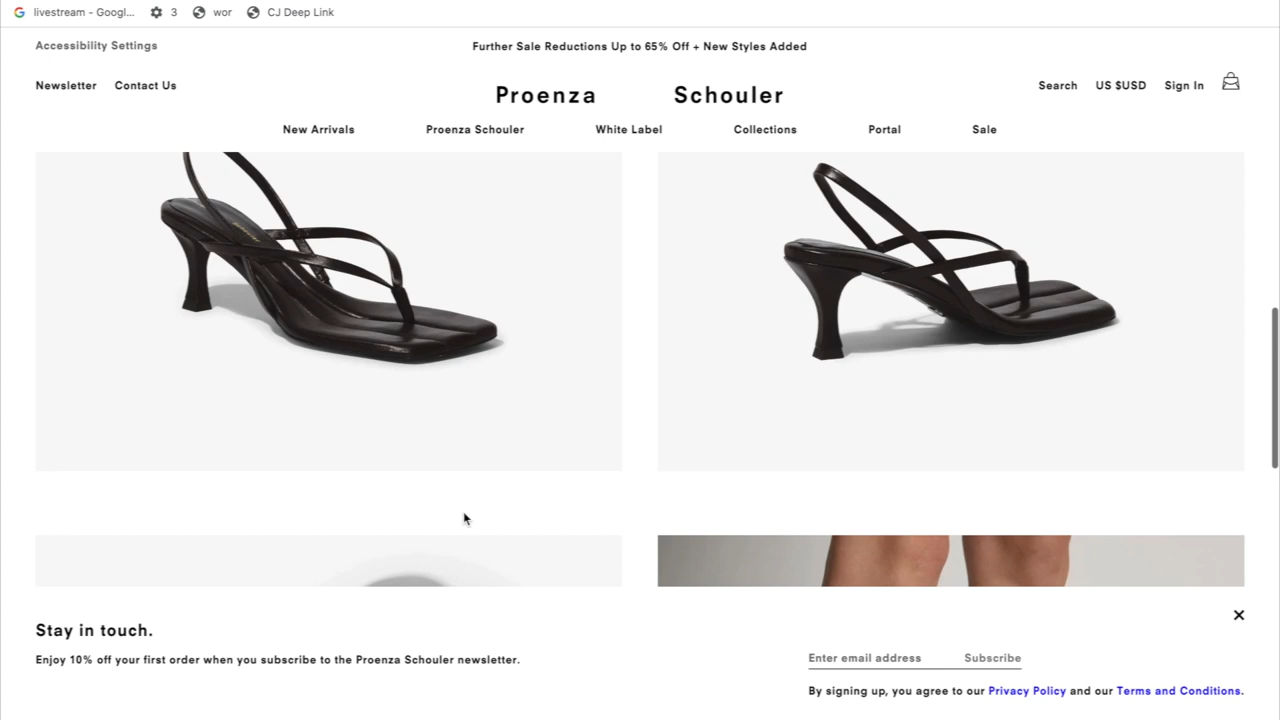 livestream - Googl... 3 wor CJ Deep Link
Accessibility Settings
Further Sale Reductions Up to 65% Off + New Styles Added
Newsletter Contact Us
Proenza Schouler
Search US $USD Sign In
New Arrivals Proenza Schouler White Label Collections Portal Sale
Stay in touch.
Enjoy 10% off your first order when you subscribe to the Proenza Schouler newsletter.
Enter email address Subscribe
By signing up, you agree to our Privacy Policy and our Terms and Conditions.